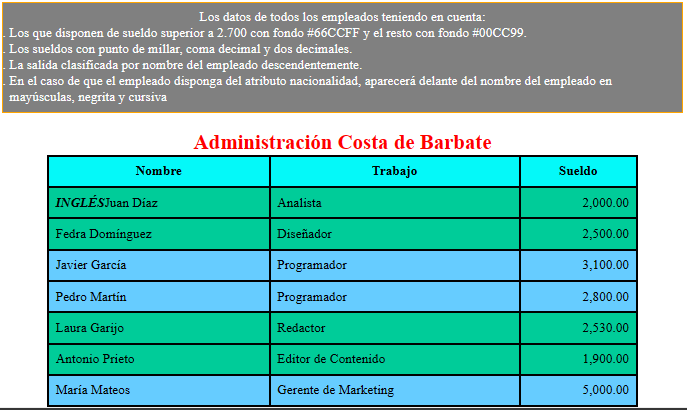 Los datos de todos los empleados teniendo en cuenta:
. Los que disponen de sueldo superior a 2.700 con fondo #66CCFF y el resto con fondo #00CC99.
. Los sueldos con punto de millar, coma decimal y dos decimales.
. La salida clasificada por nombre del empleado descendentemente.
. En el caso de que el empleado disponga del atributo nacionalidad, aparecerá delante del nombre del empleado en
mayúsculas, negrita y cursiva
Administración Costa de Barbate
Nombre Trabajo Sueldo
INGLÉSJuan Díaz Analista 2,000.00
Fedra Domínguez Diseñador 2,500.00
Javier García Programador 3,100.00
Pedro Martín Programador 2,800.00
Laura Garijo Redactor 2,530.00
Antonio Prieto Editor de Contenido 1,900.00
María Mateos Gerente de Marketing 5,000.00